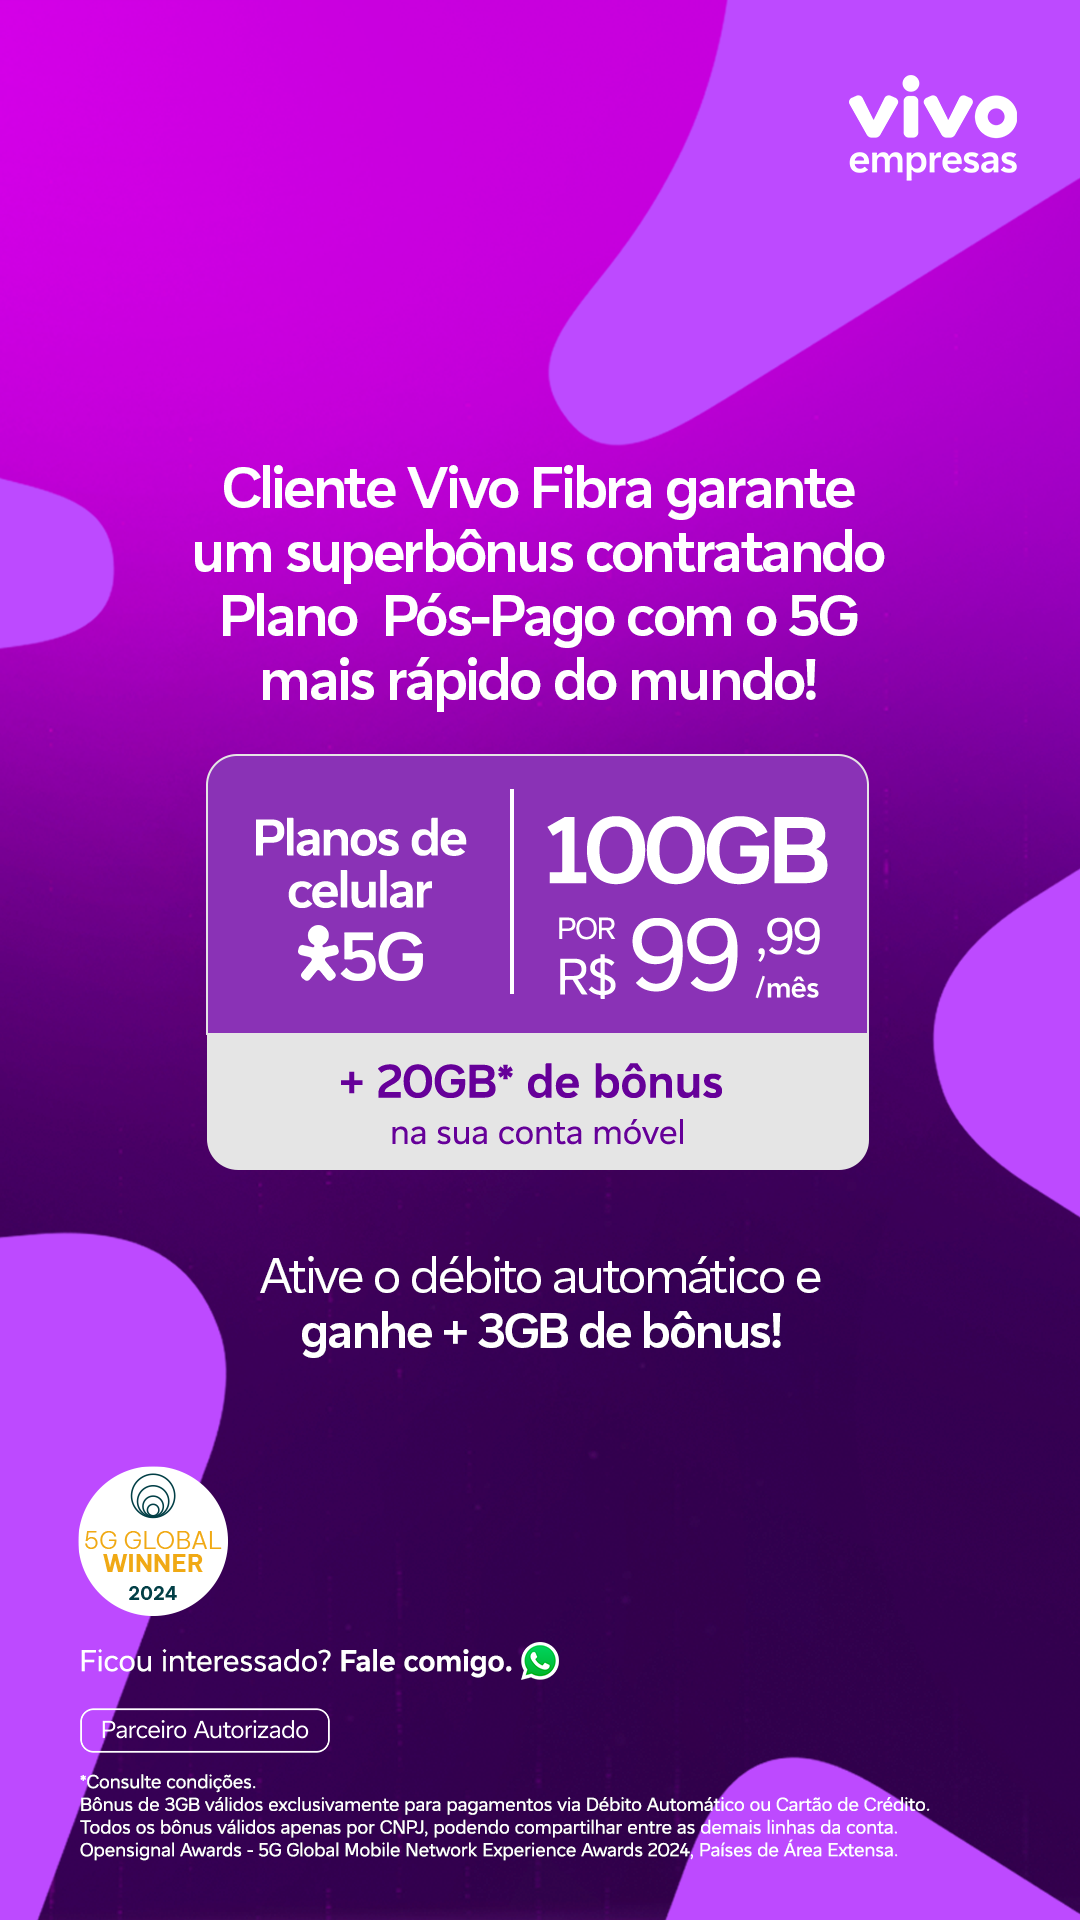 vivo
empresas
Cliente Vivo Fibra garante
um superbônus contratando
Plano Pós-Pago com o 5G
mais rápido do mundo!
Planos de
celular
5G
100GB
POR
R$ 99,99
/mês
+ 20GB* de bônus
na sua conta móvel
Ative o débito automático e
ganhe + 3GB de bônus!
5G GLOBAL
WINNER
2024
Ficou interessado? Fale comigo.
Parceiro Autorizado
*Consulte condições.
Bônus de 3GB válidos exclusivamente para pagamentos via Débito Automático ou Cartão de Crédito.
Todos os bônus válidos apenas por CNPJ, podendo compartilhar entre as demais linhas da conta.
Opensignal Awards - 5G Global Mobile Network Experience Awards 2024, Países de Área Extensa.